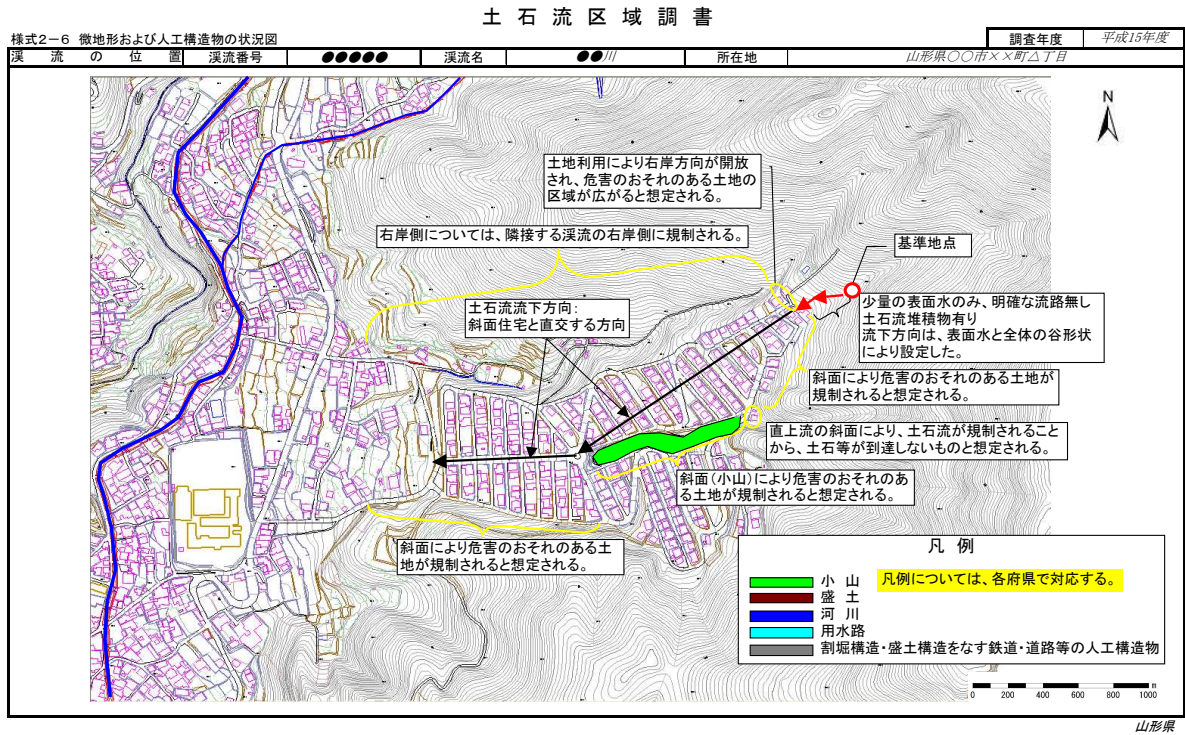 土石流区域調書
様式2-6 微地形および人工構造物の状況図
調査年度 平成15年度
渓流の位置 渓流番号 ●●●●● 渓流名 ●●/// 所在地 山形県〇〇市××町△丁目
N
土地利用により右岸方向が開放
され、危害のおそれのある土地の
区域が広がると想定される。
右岸側については、隣接する渓流の右岸側に規制される。
基準地点
土石流流下方向:
斜面住宅と直交する方向
少量の表面水のみ、明確な流路無し
土石流堆積物有り
流下方向は、表面水と全体の谷形状
により設定した。
斜面により危害のおそれのある土地が
規制されると想定される。
直上流の斜面により、土石流が規制されること
から、土石等が到達しないものと想定される。
斜面(小山)により危害のおそれのあ
る土地が規制されると想定される。
斜面により危害のおそれのある土
地が規制されると想定される。
凡 例
小 山
凡例については、各府県で対応する。
盛 土
河 川
用水路
割堀構造・盛土構造をなす鉄道・道路等の人工構造物
0 200 400 600 800 1000
山形県